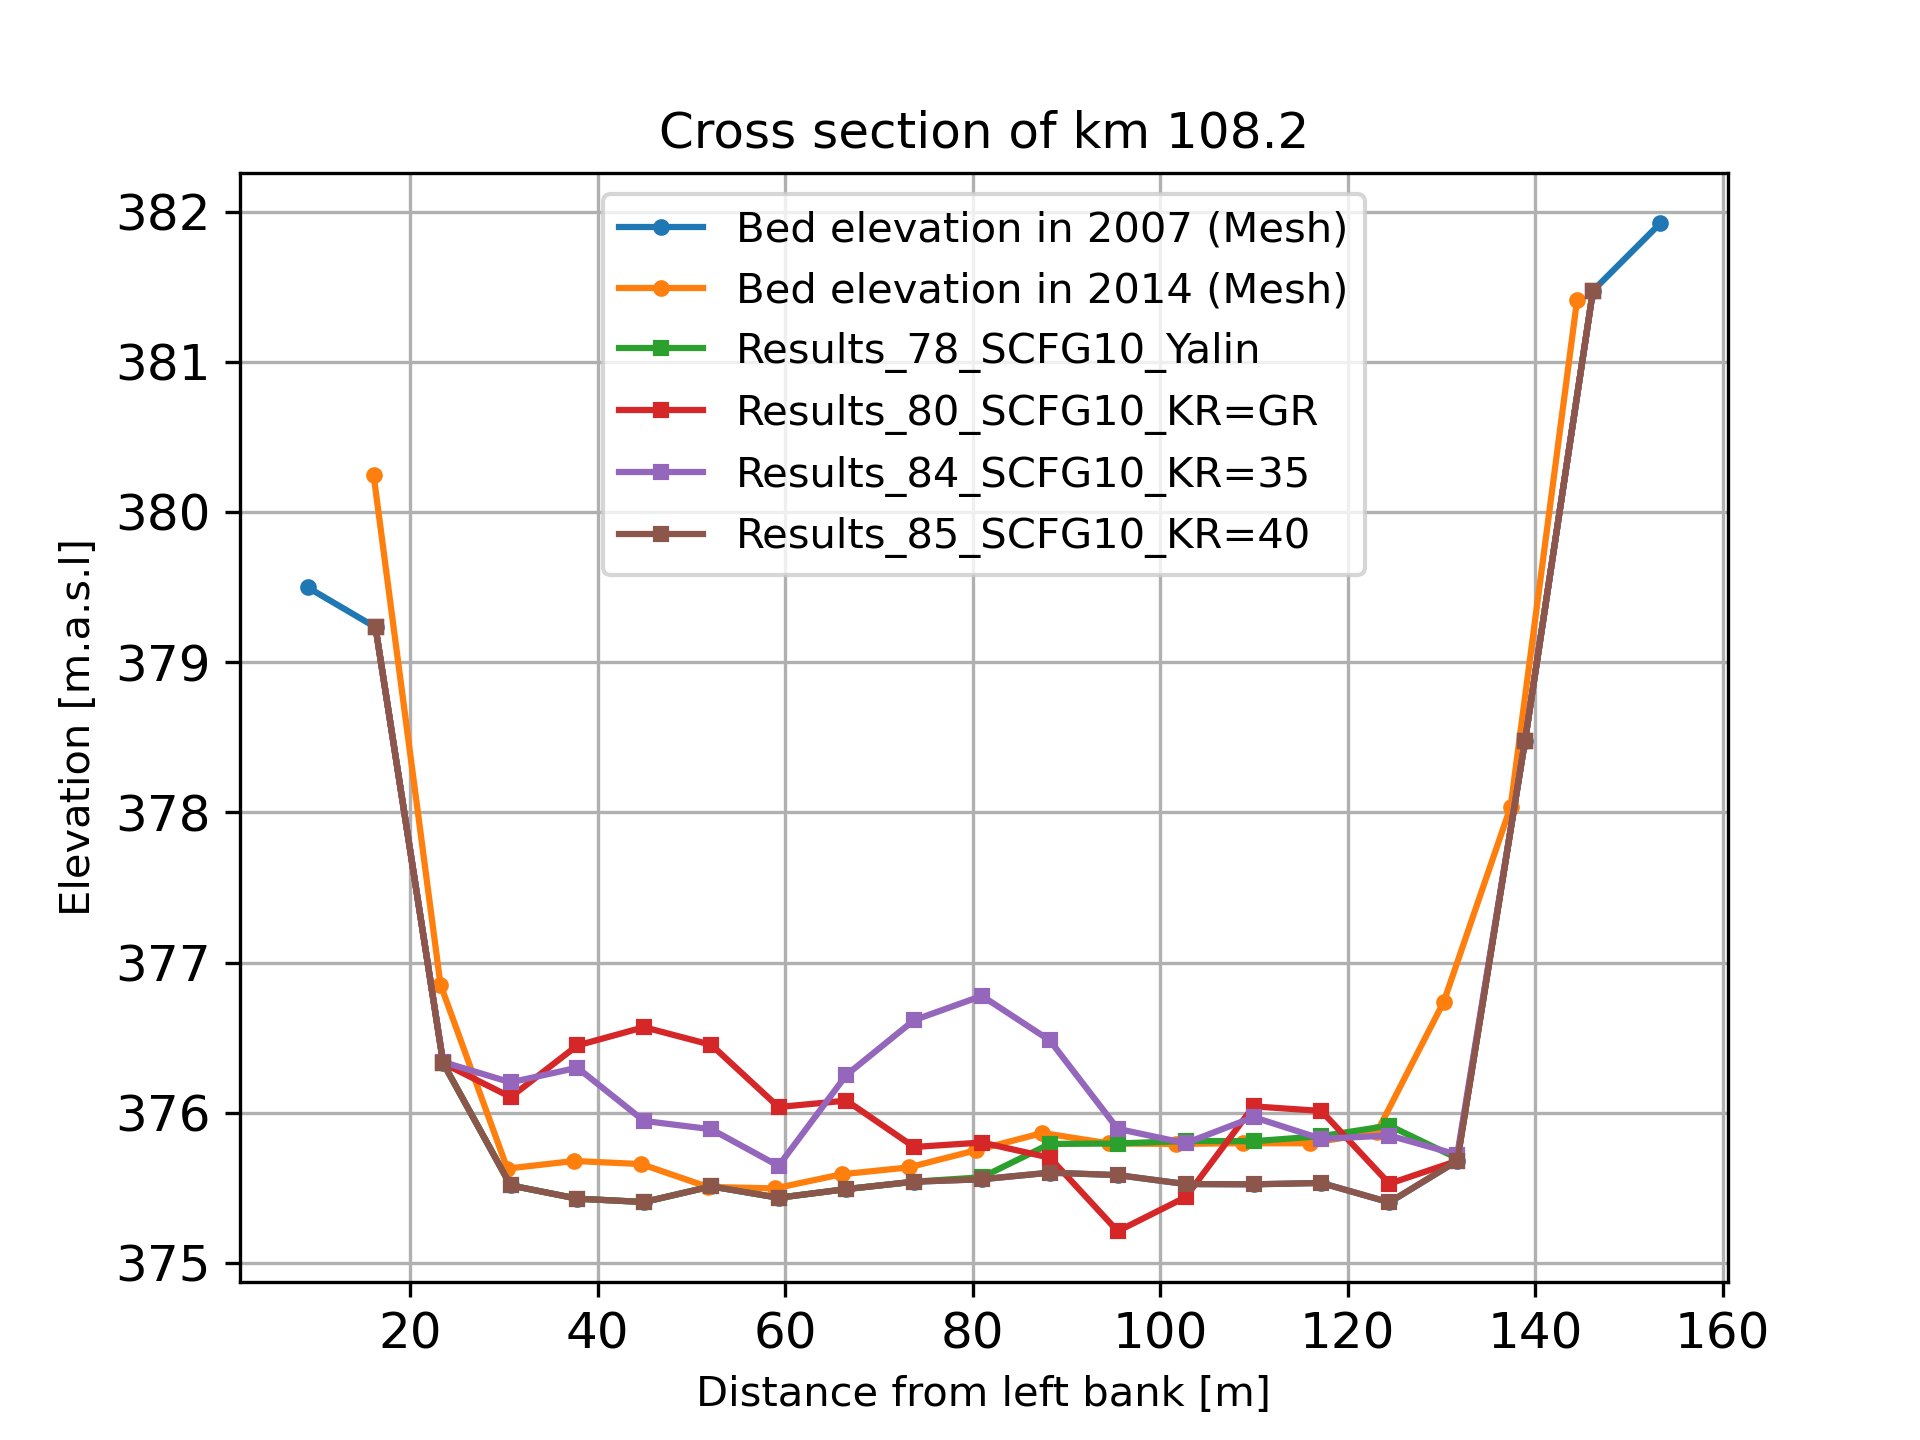 Cross section of km 108.2
382
381
380
379
378
377
376
375
Elevation [m.a.s.l]
Bed elevation in 2007 (Mesh)
Bed elevation in 2014 (Mesh)
Results_78_SCFG10_Yalin
Results_80_SCFG10_KR=GR
Results_84_SCFG10_KR=35
Results_85_SCFG10_KR=40
20 40 60 80 100 120 140 160
Distance from left bank [m]